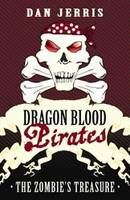 DAN JERRIS
DRAGON BLOOD
Pirates
THE ZOMBIE'S TREASURE